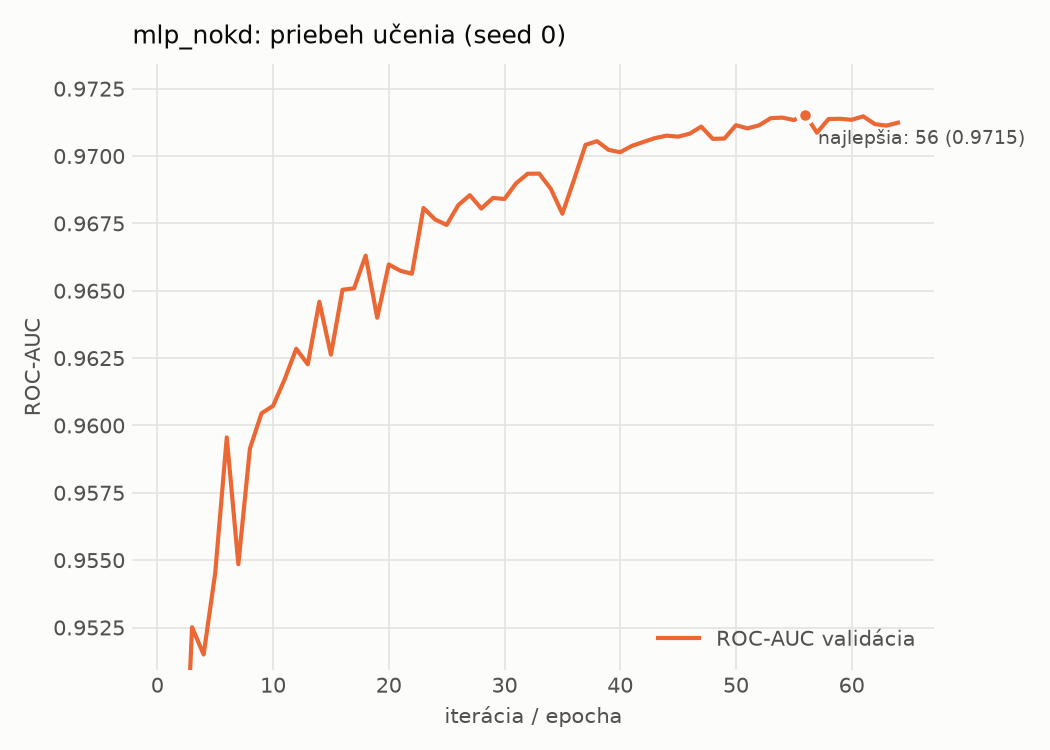 mlp_nokd: priebeh učenia (seed 0)
ROC-AUC
0.9725
0.9700
0.9675
0.9650
0.9625
0.9600
0.9575
0.9550
0.9525
najlepšia: 56 (0.9715)
ROC-AUC validácia
0 10 20 30 40 50 60
iterácia / epocha